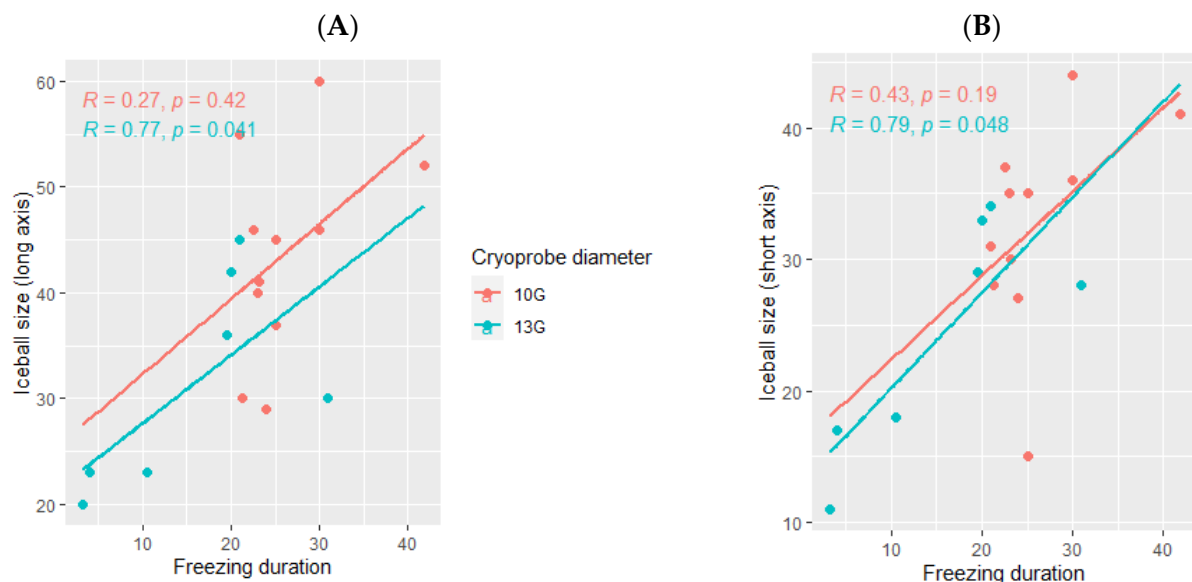 (A)
60
50
40
30
20
R = 0.27, p = 0.42
R = 0.77, p = 0.041
Iceball size (long axis)
10 20 30 40
Freezing duration
Cryoprobe diameter
a 10G
a 13G
(B)
40
30
20
10
R = 0.43, p = 0.19
R = 0.79, p = 0.048
Iceball size (short axis)
10 20 30 40
Freezing duration